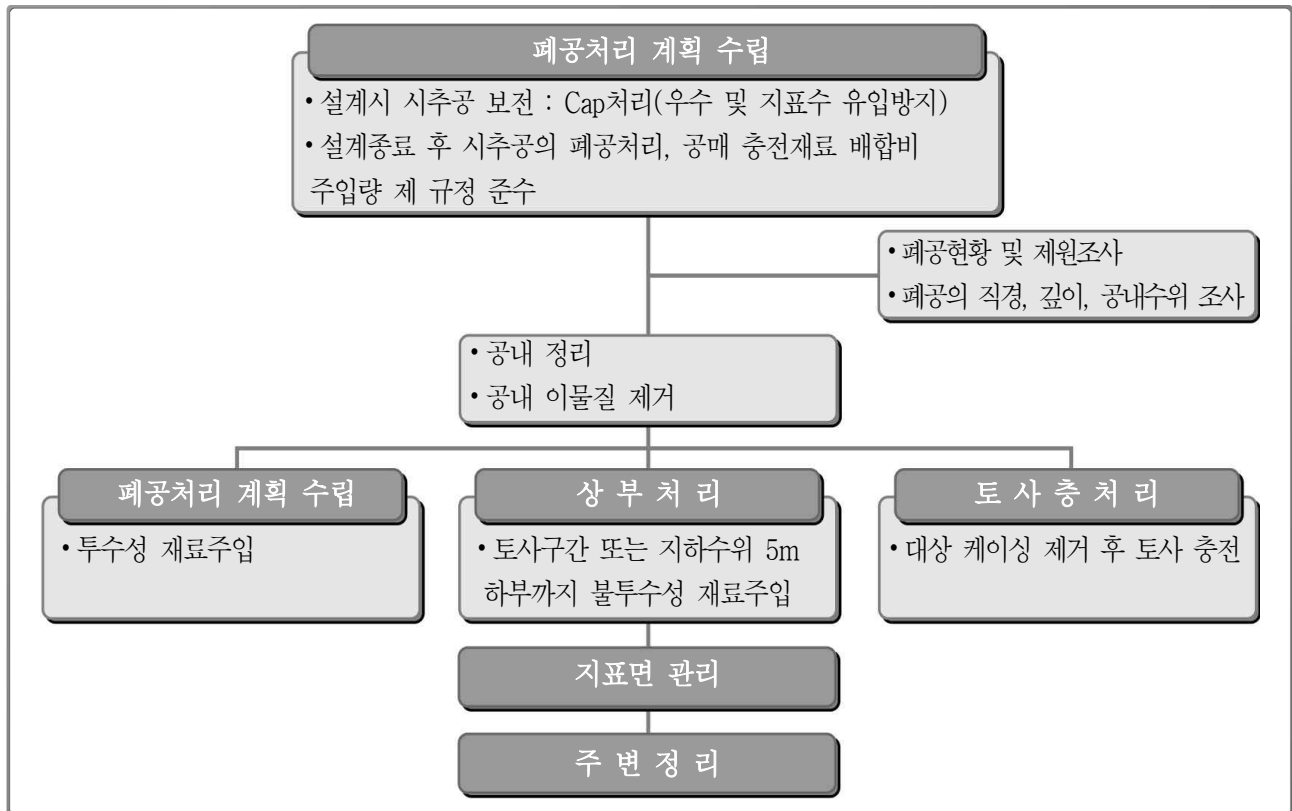 폐공처리 계획 수립
• 설계시 시추공 보전 : Cap처리(우수 및 지표수 유입방지)
• 설계종료 후 시추공의 폐공처리, 공매 충전재료 배합비
주입량 제 규정 준수
• 폐공현황 및 제원조사
• 폐공의 직경, 깊이, 공내수위 조사
• 공내 정리
• 공내 이물질 제거
폐공처리 계획 수립
• 투수성 재료주입
상 부 처 리
• 토사구간 또는 지하수위 5m
하부까지 불투수성 재료주입
토 사 층 처 리
• 대상 케이싱 제거 후 토사 충전
지표면 관리
주 변 정 리